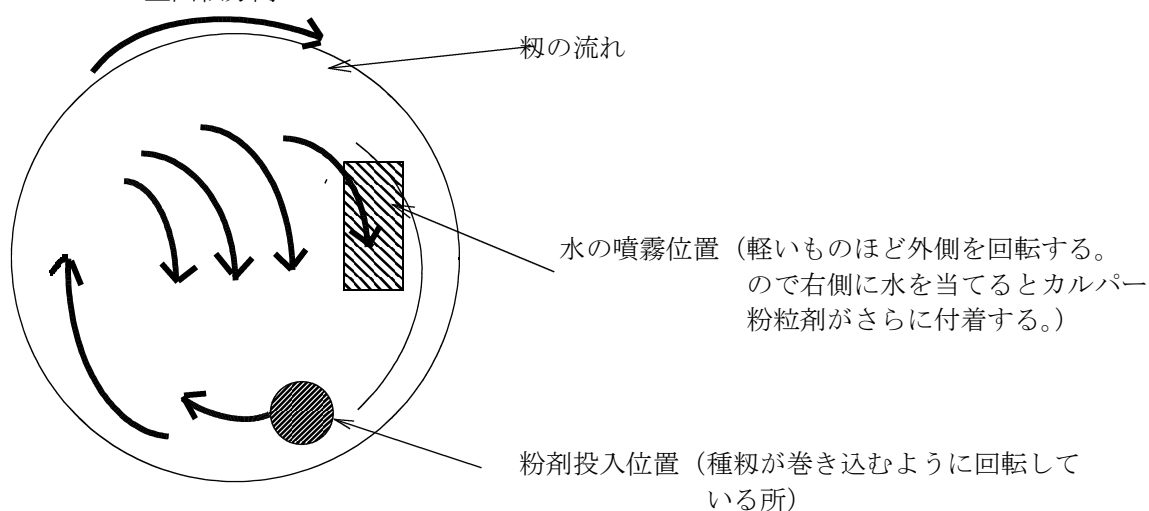 籾の流れ
水の噴霧位置（軽いものほど外側を回転する。
ので右側に水を当てるとカルパー
粉粒剤がさらに付着する。）
粉剤投入位置（種籾が巻き込むように回転して
いる所）